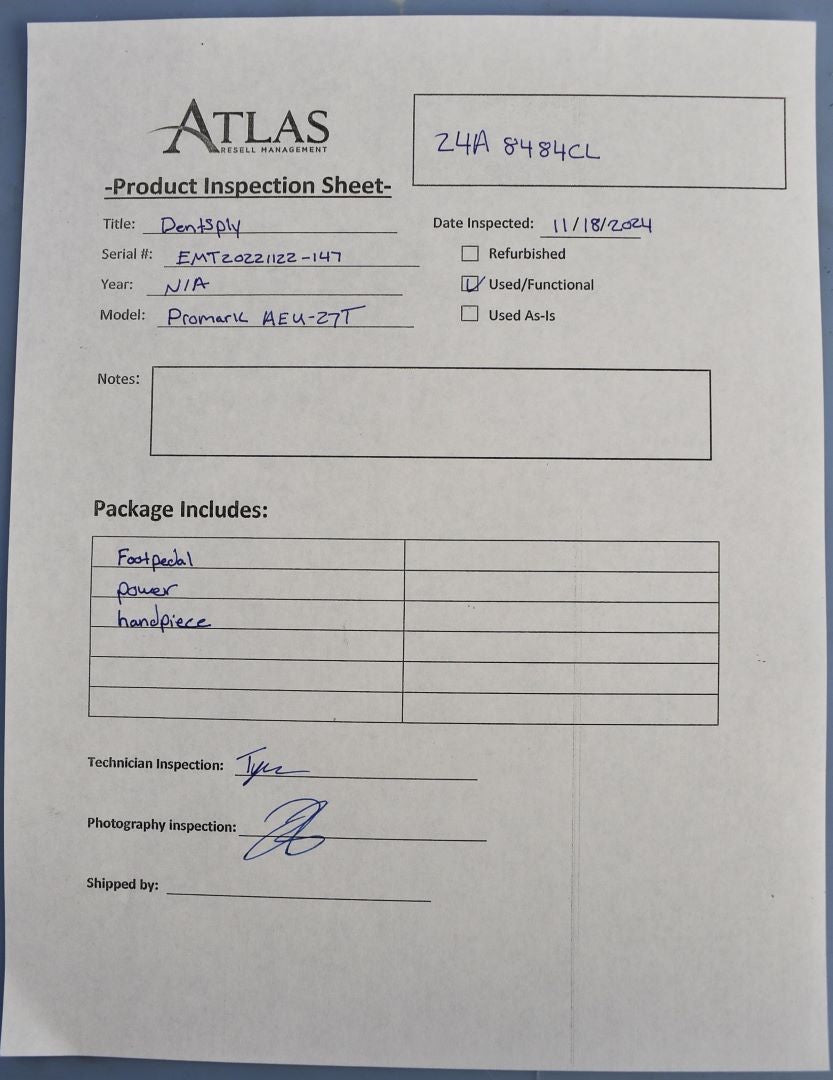 ATLAS
RESELL MANAGEMENT
24A 8484CL
-Product Inspection Sheet-
Title: Dentsply
Date Inspected: 11/18/2024
Serial #: EMT20221122-147
Refurbished
Year: N/A
Used/Functional
Model: Promark AEU-27T
Used As-Is
Notes:
Package Includes:
Footpedal
power
handpiece
Technician Inspection:
Photography inspection:
Shipped by: